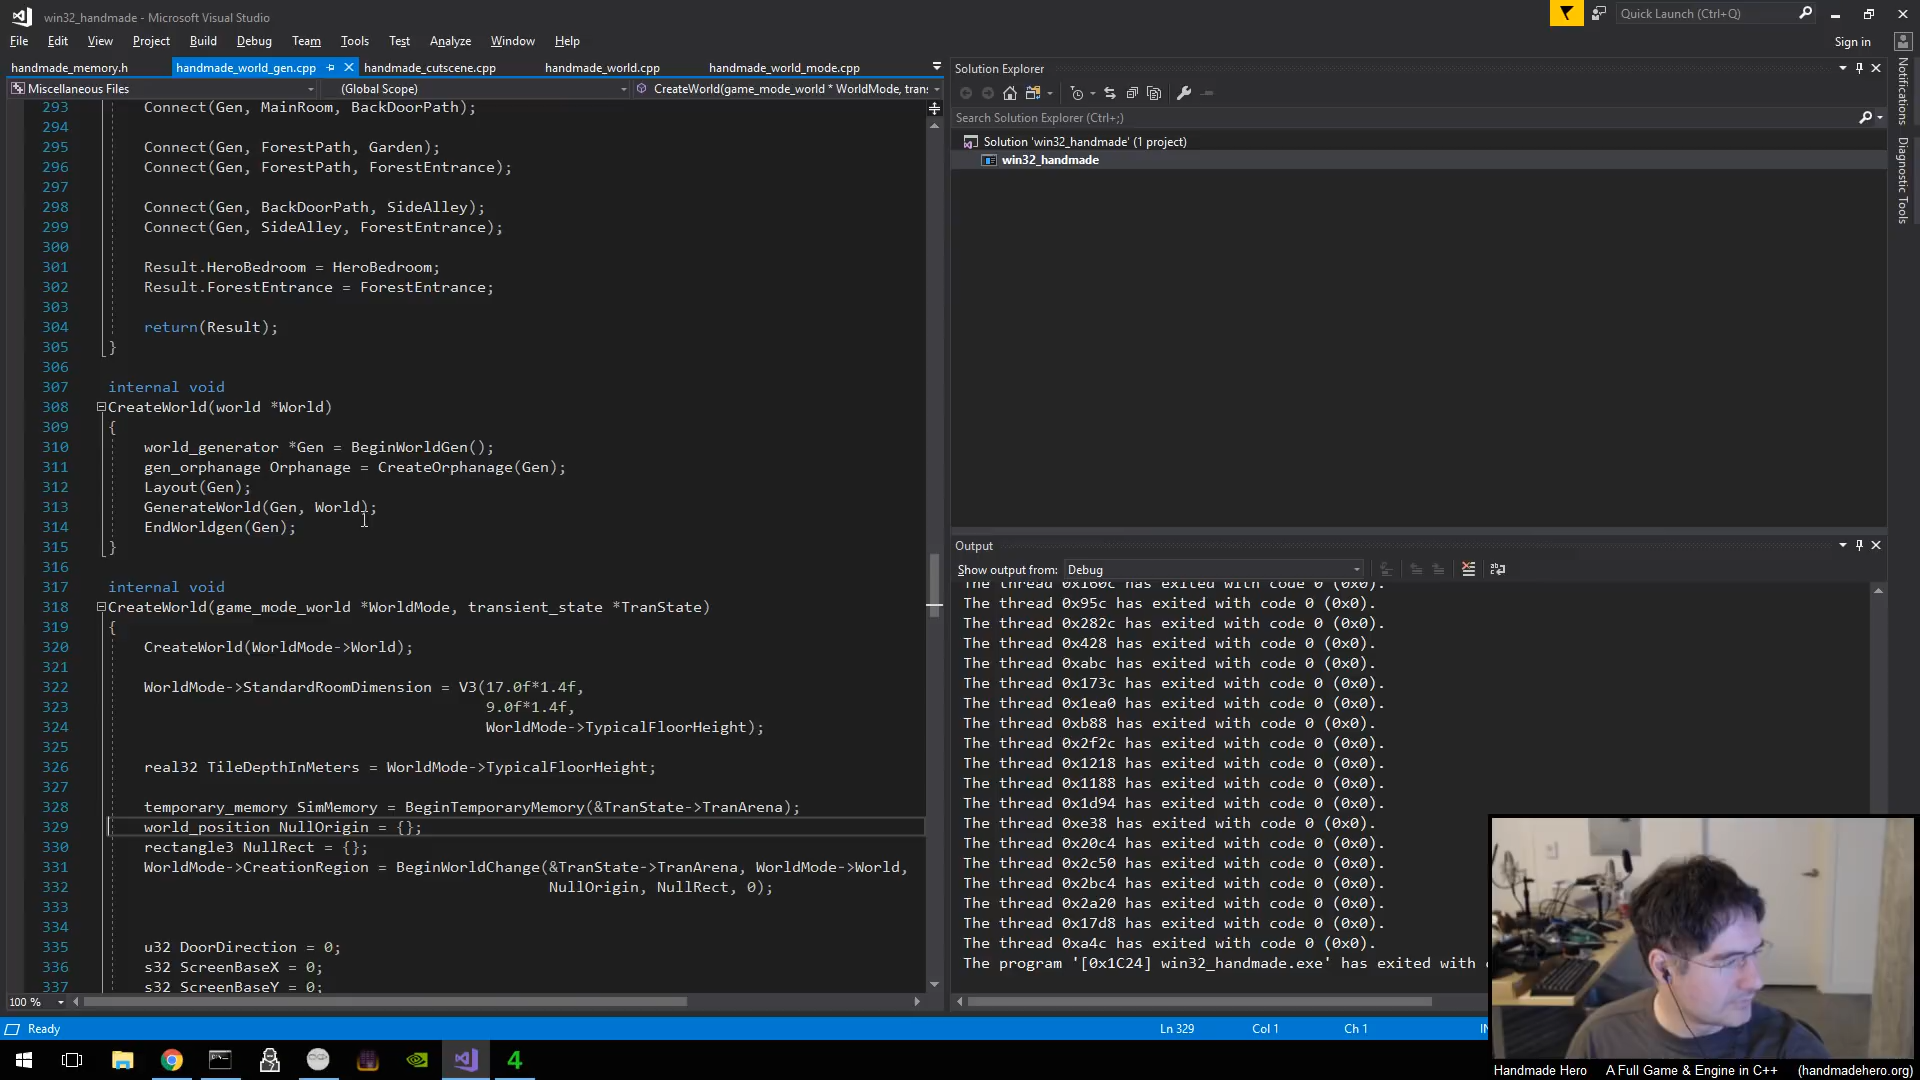 win32_handmade - Microsoft Visual Studio
Quick Launch (Ctrl+Q)
File Edit View Project Build Debug Team Tools Test Analyze Window Help
Sign in
handmade_memory.h handmade_world_gen.cpp handmade_cutscene.cpp handmade_world.cpp handmade_world_mode.cpp
Miscellaneous Files (Global Scope) CreateWorld(game_mode_world * WorldMode, trans
293 Connect(Gen, MainRoom, BackDoorPath);
294
295 Connect(Gen, ForestPath, Garden);
296 Connect(Gen, ForestPath, ForestEntrance);
297
298 Connect(Gen, BackDoorPath, SideAlley);
299 Connect(Gen, SideAlley, ForestEntrance);
300
301 Result.HeroBedroom = HeroBedroom;
302 Result.ForestEntrance = ForestEntrance;
303
304 return(Result);
305 }
306
307 internal void
308 CreateWorld(world *World)
309 {
310 world_generator *Gen = BeginWorldGen();
311 gen_orphanage Orphanage = CreateOrphanage(Gen);
312 Layout(Gen);
313 GenerateWorld(Gen, World);
314 EndWorldgen(Gen);
315 }
316
317 internal void
318 CreateWorld(game_mode_world *WorldMode, transient_state *TranState)
319 {
320 CreateWorld(WorldMode->World);
321
322 WorldMode->StandardRoomDimension = V3(17.0f*1.4f,
323 9.0f*1.4f,
324 WorldMode->TypicalFloorHeight);
325
326 real32 TileDepthInMeters = WorldMode->TypicalFloorHeight;
327
328 temporary_memory SimMemory = BeginTemporaryMemory(&TranState->TranArena);
329 world_position NullOrigin = {};
330 rectangle3 NullRect = {};
331 WorldMode->CreationRegion = BeginWorldChange(&TranState->TranArena, WorldMode->World,
332 NullOrigin, NullRect, 0);
333
334
335 u32 DoorDirection = 0;
336 s32 ScreenBaseX = 0;
337 s32 ScreenBaseY = 0;
100 %
Solution Explorer
Search Solution Explorer (Ctrl+;)
Solution 'win32_handmade' (1 project)
win32_handmade
Notifications
Diagnostic Tools
Output
Show output from: Debug
The thread 0x160c has exited with code 0 (0x0).
The thread 0x95c has exited with code 0 (0x0).
The thread 0x282c has exited with code 0 (0x0).
The thread 0x428 has exited with code 0 (0x0).
The thread 0xabc has exited with code 0 (0x0).
The thread 0x173c has exited with code 0 (0x0).
The thread 0x1ea0 has exited with code 0 (0x0).
The thread 0xb88 has exited with code 0 (0x0).
The thread 0x2f2c has exited with code 0 (0x0).
The thread 0x1218 has exited with code 0 (0x0).
The thread 0x1188 has exited with code 0 (0x0).
The thread 0x1d94 has exited with code 0 (0x0).
The thread 0xe38 has exited with code 0 (0x0).
The thread 0x20c4 has exited with code 0 (0x0).
The thread 0x2c50 has exited with code 0 (0x0).
The thread 0x2bc4 has exited with code 0 (0x0).
The thread 0x2a20 has exited with code 0 (0x0).
The thread 0x17d8 has exited with code 0 (0x0).
The thread 0xa4c has exited with code 0 (0x0).
The program '[0x1C24] win32_handmade.exe' has exited with
Ready Ln 329 Col 1 Ch 1
4
Handmade Hero A Full Game & Engine in C++ (handmadehero.org)